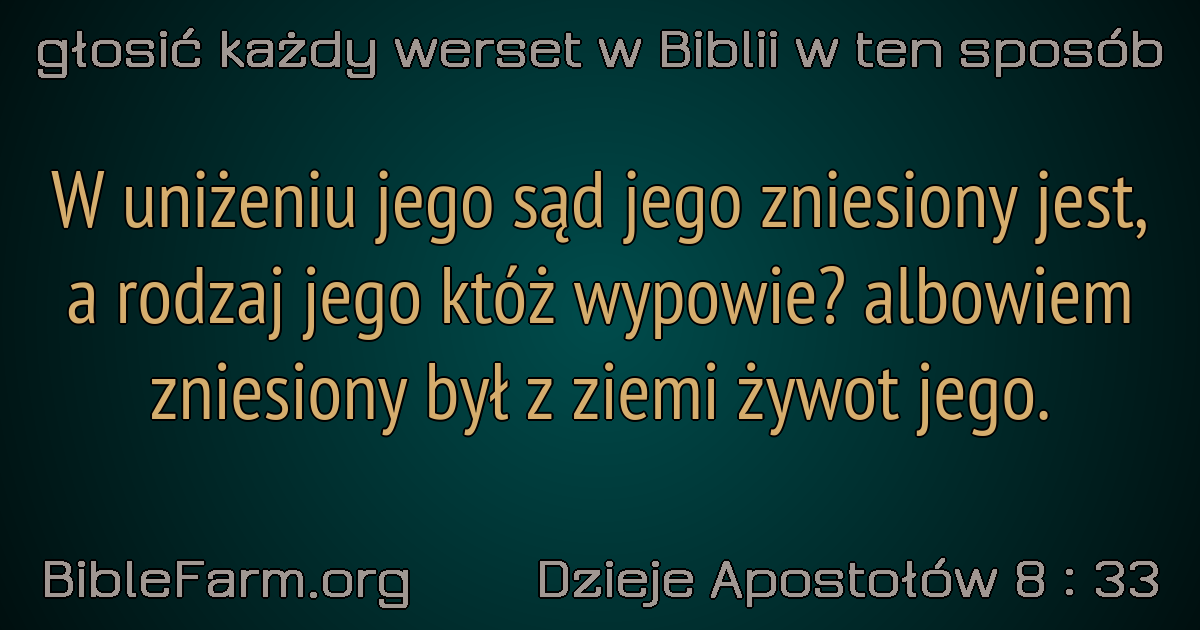 głosić każdy werset w Biblii w ten sposób
W uniżeniu jego sąd jego zniesiony jest,
a rodzaj jego któż wypowie? albowiem
zniesiony był z ziemi żywot jego.
BibleFarm.org
Dzieje Apostołów 8 : 33